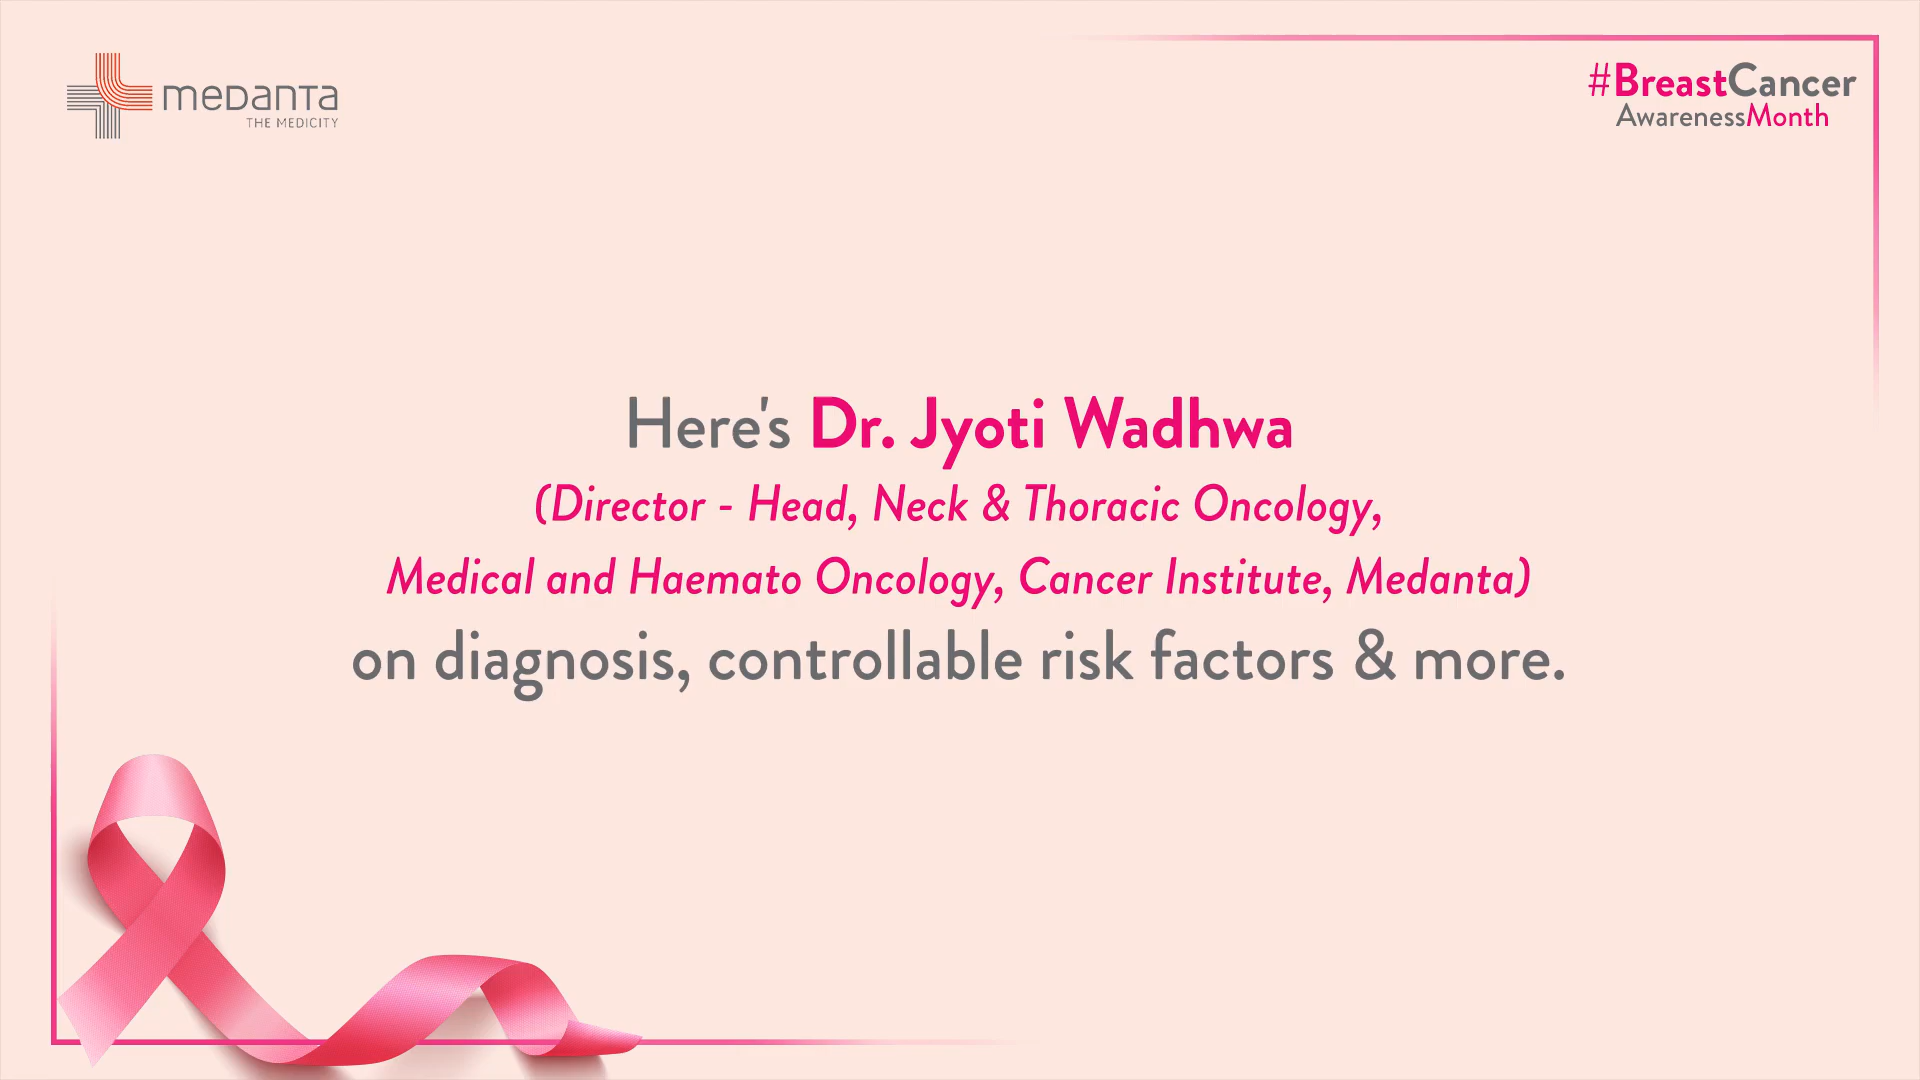 medanta
THE MEDICITY
#BreastCancer
AwarenessMonth
Here's Dr. Jyoti Wadhwa
(Director - Head, Neck & Thoracic Oncology,
Medical and Haemato Oncology, Cancer Institute, Medanta)
on diagnosis, controllable risk factors & more.